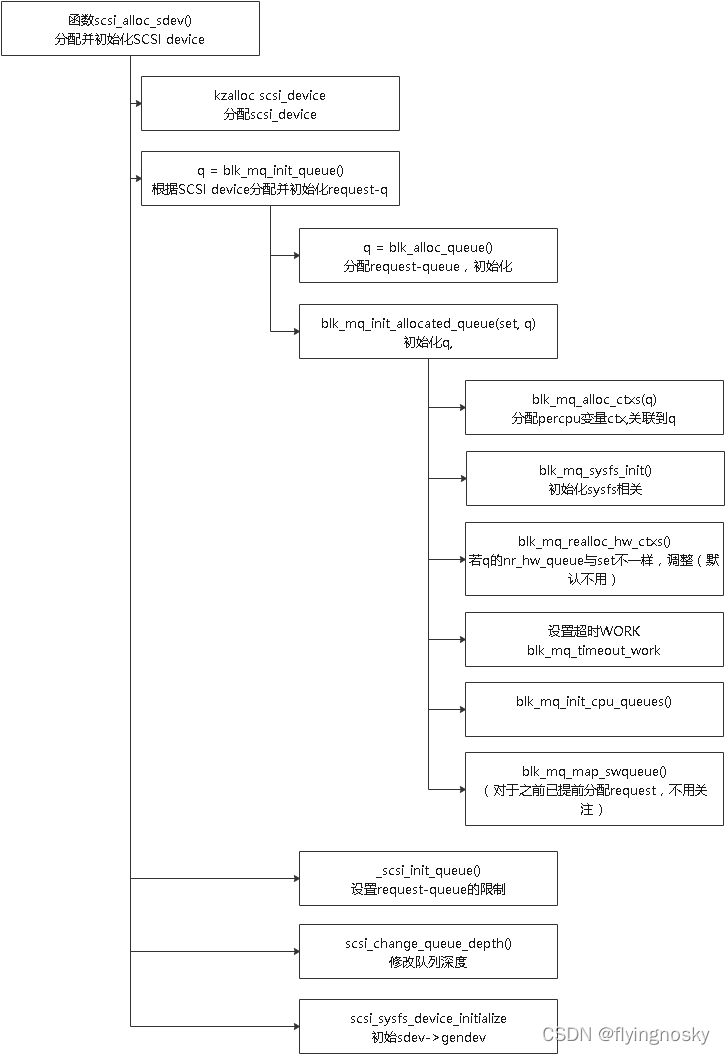 函数scsi_alloc_sdev()
分配并初始化SCSI device
kzalloc scsi_device
分配scsi_device
q = blk_mq_init_queue()
根据SCSI device分配并初始化request-q
q = blk_alloc_queue()
分配request-queue，初始化
blk_mq_init_allocated_queue(set, q)
初始化q,
blk_mq_alloc_ctxs(q)
分配percpu变量ctx,关联到q
blk_mq_sysfs_init()
初始化sysfs相关
blk_mq_realloc_hw_ctxs()
若q的nr_hw_queue与set不一样，调整（默
认不用）
设置超时WORK
blk_mq_timeout_work
blk_mq_init_cpu_queues()
blk_mq_map_swqueue()
（对于之前已提前分配request，不用关
注）
_scsi_init_queue()
设置request-queue的限制
scsi_change_queue_depth()
修改队列深度
scsi_sysfs_device_initialize
初始sdev->gendev
CSDN @flyingnosky